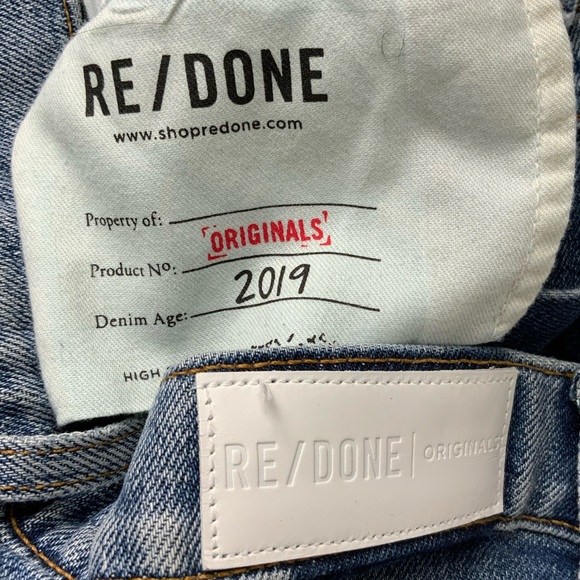 RE/DONE
www.shopredone.com
Property of:
ORIGINALS
Product No:
2019
Denim Age:
HIGH
RE/DONE | ORIGINALS